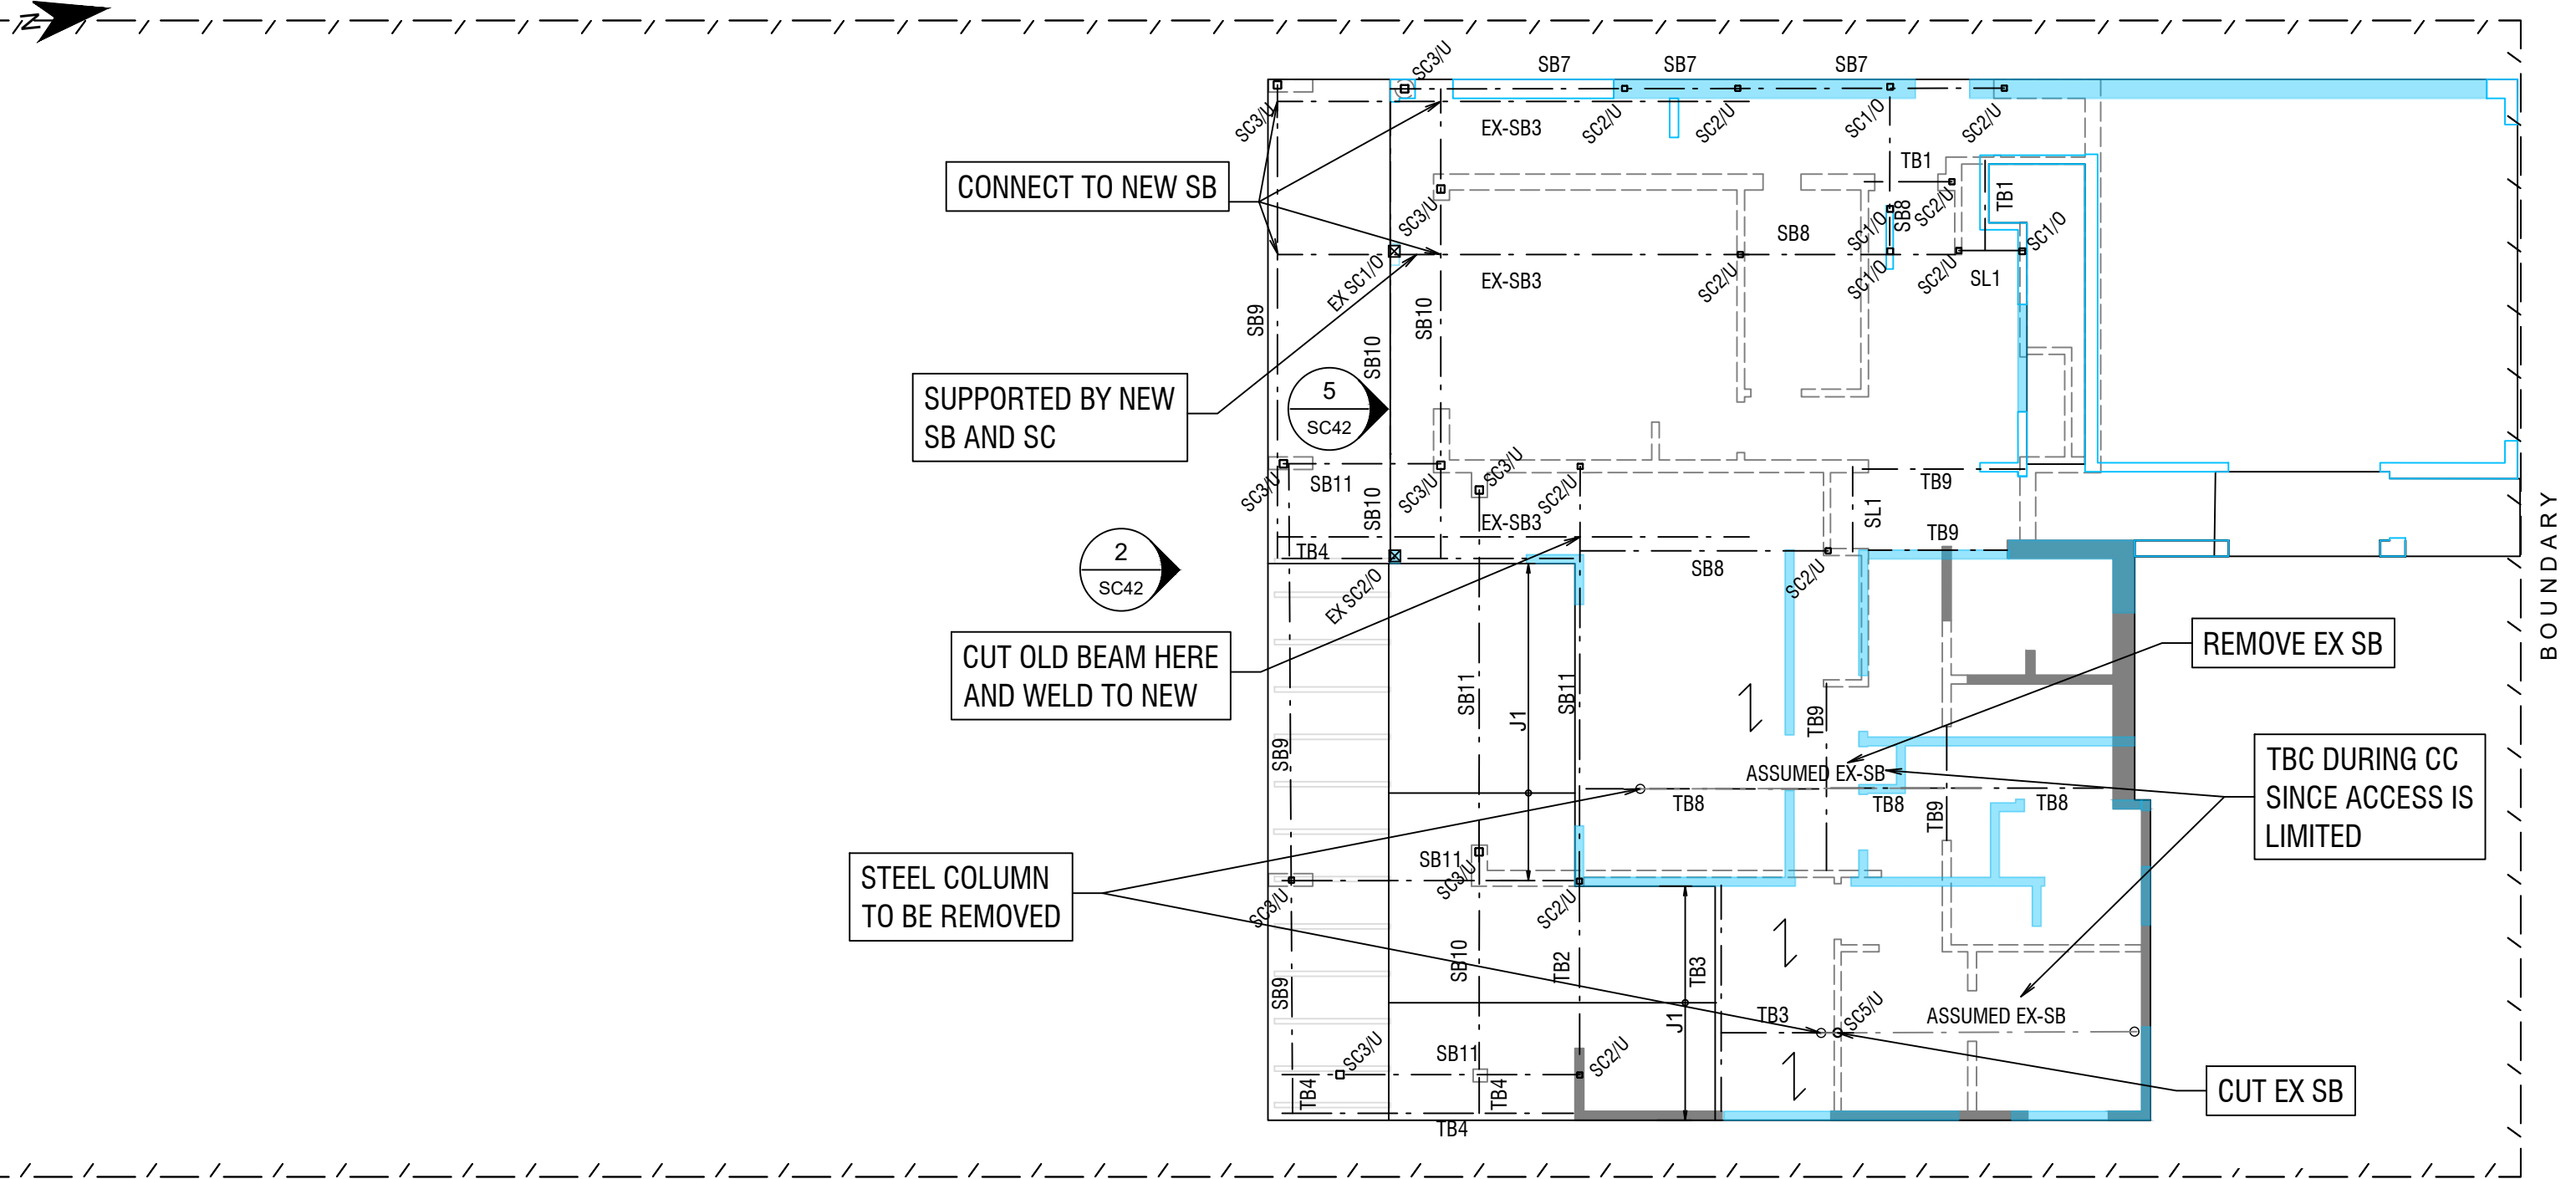 N
SC3/U
SB7
SB7
SB7
SC3/U
EX-SB3
SC2/U
SC2/U
SC1/O
SC2/U
CONNECT TO NEW SB
TB1
TB1
SC3/U
SC2/U
SB8
SC1/O
SC1/O
SB8
EX SC1/O
EX-SB3
SC2/U
SC1/O
SC2/U
SL1
SB9
SB10
SB10
SUPPORTED BY NEW
SB AND SC
5
SC42
SC3/U
SB11
SC3/U
SC3/U
SC2/U
TB9
SB10
EX-SB3
SL1
TB9
BOUNDARY
2
SC42
TB4
SB8
SC2/U
EX SC2/O
CUT OLD BEAM HERE
AND WELD TO NEW
REMOVE EX SB
SB11
J1
SB11
TB9
SB9
ASSUMED EX-SB
TB8
TB8
TB9
TB8
TBC DURING CC
SINCE ACCESS IS
LIMITED
STEEL COLUMN
TO BE REMOVED
SB11
SC3/U
SC3/U
SC2/U
SB10
TB2
TB3
SB9
J1
TB3
SC5/U
ASSUMED EX-SB
SC3/U
SB11
SC2/U
TB4
TB4
TB4
CUT EX SB